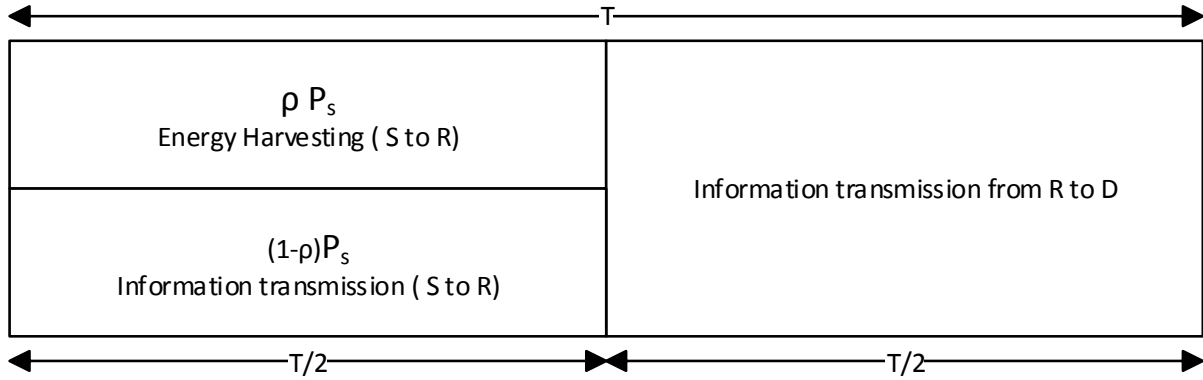 T
ρ Pₛ
Energy Harvesting ( S to R)
Information transmission from R to D
(1-ρ)Pₛ
Information transmission ( S to R)
T/2
T/2